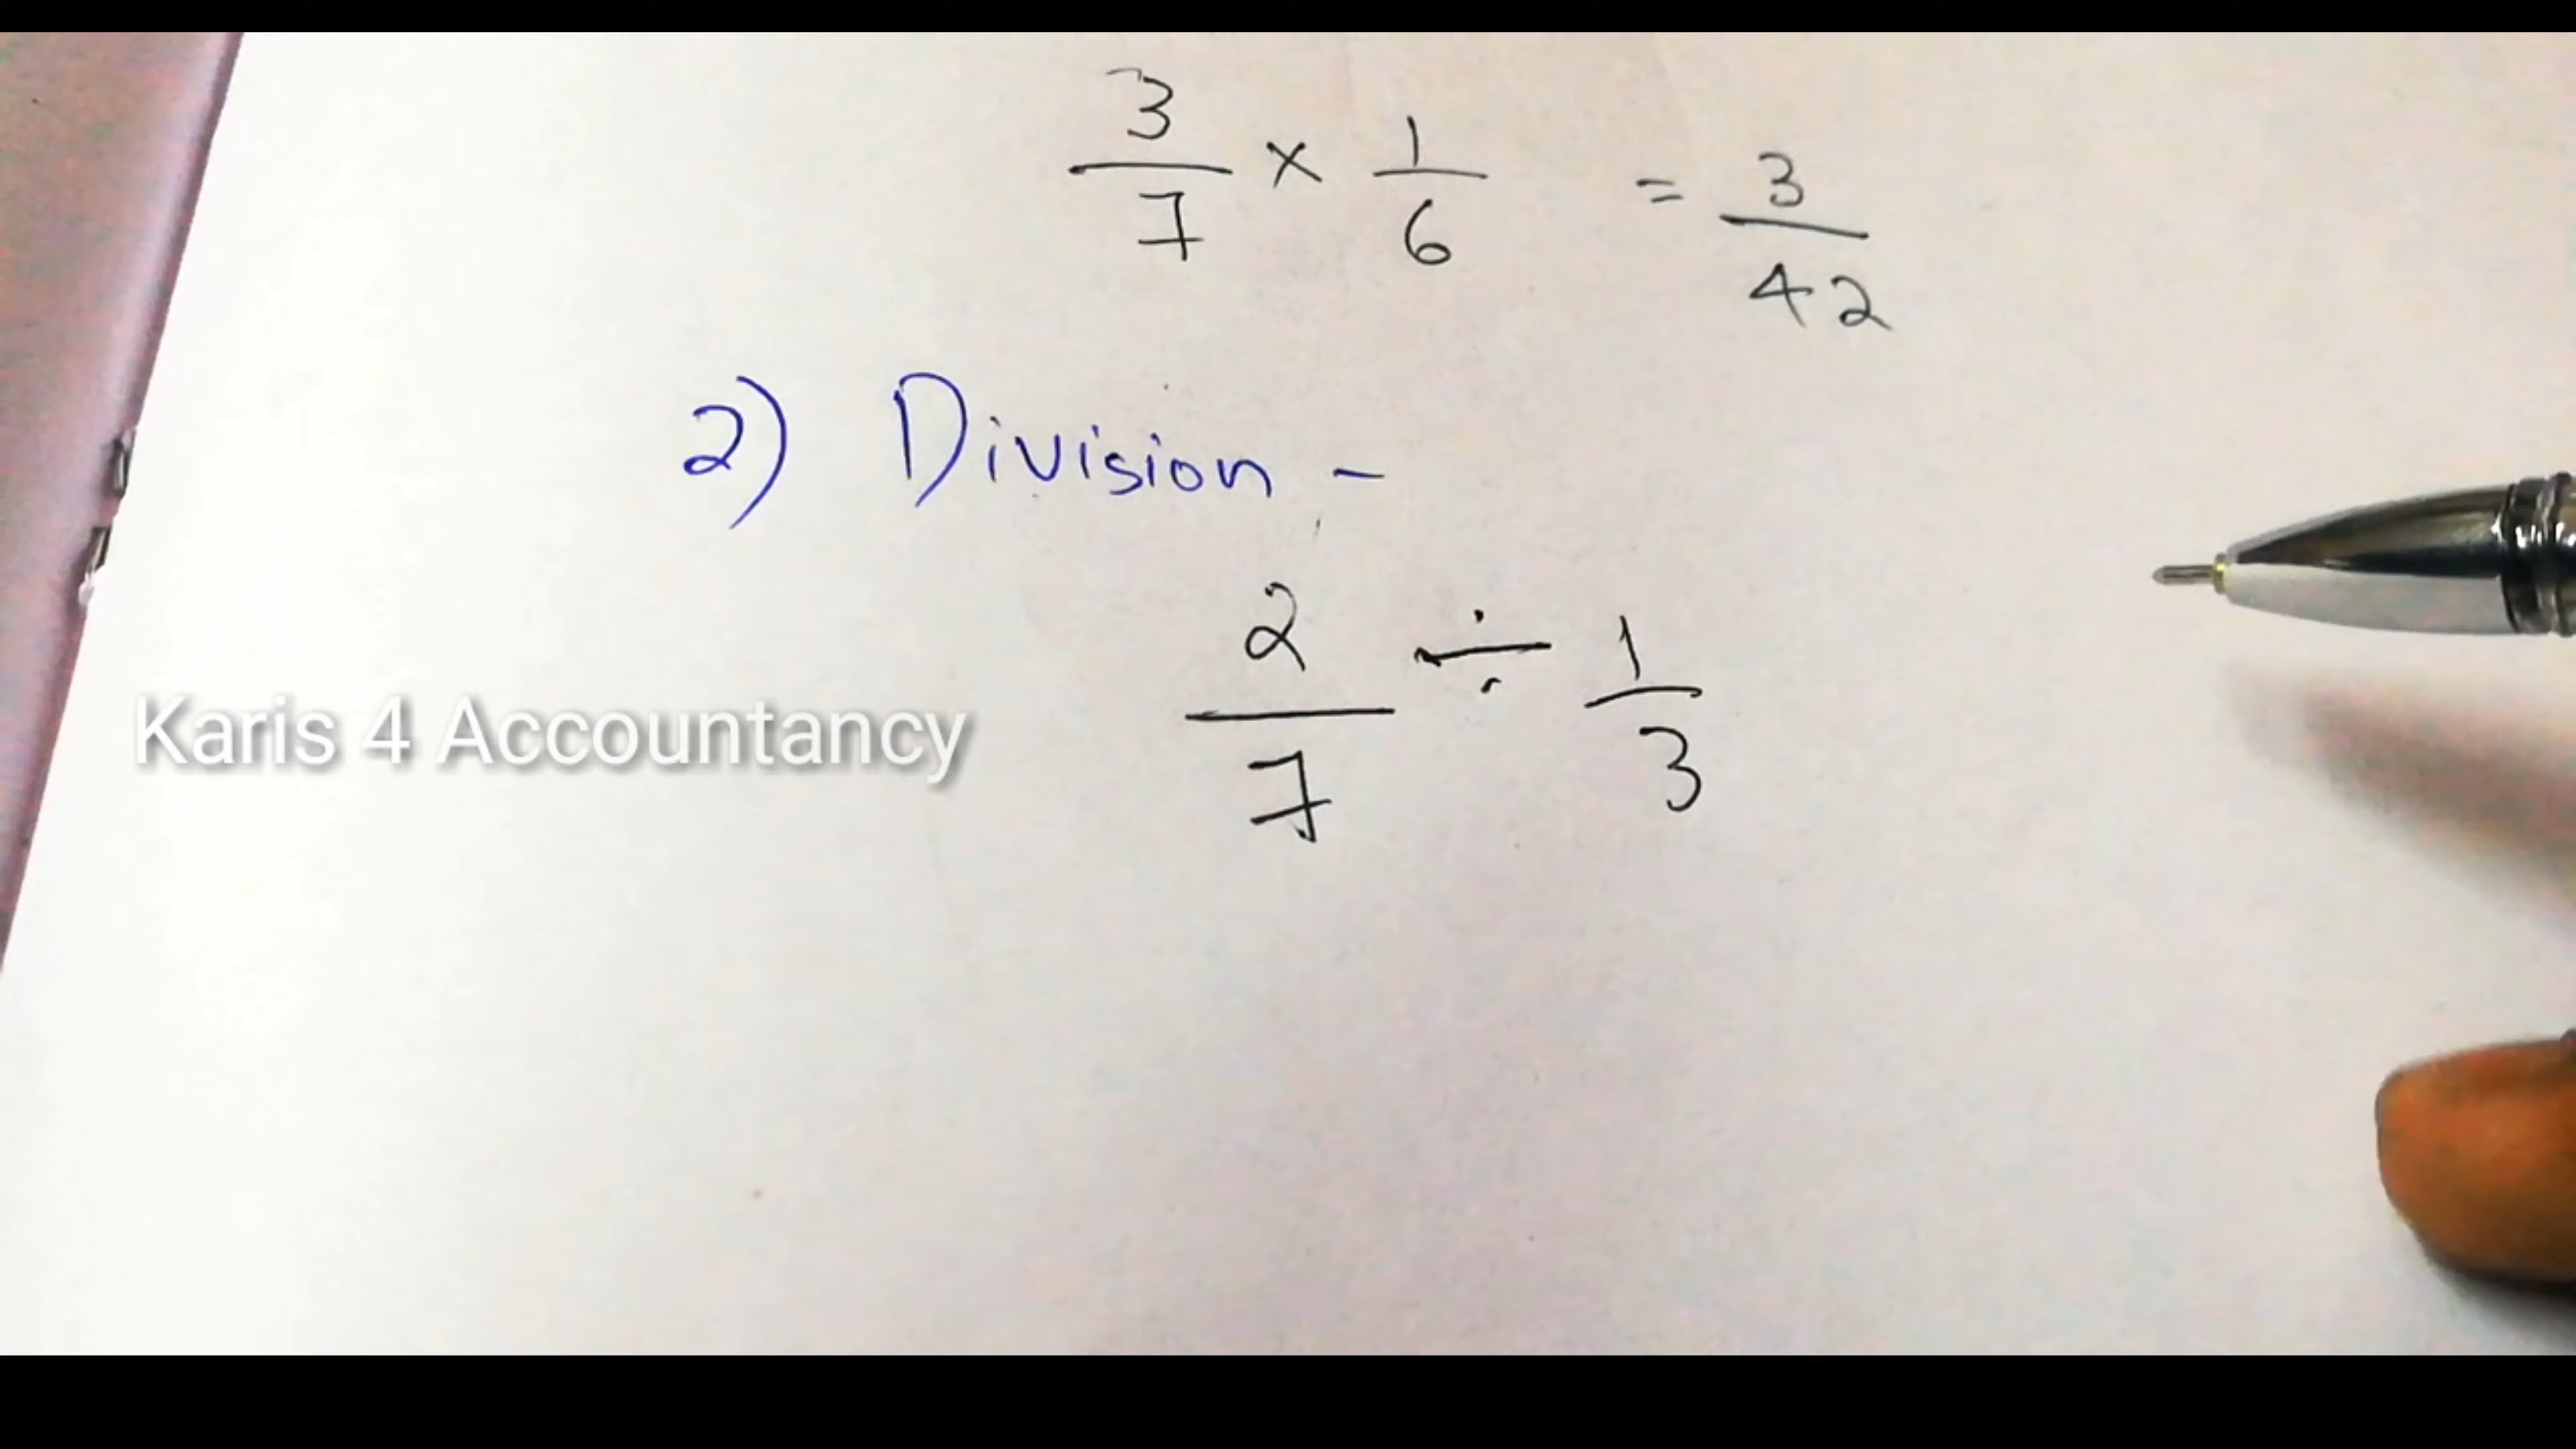 3/7 × 1/6 = 3/42
2) Division -
2/7 ÷ 1/3
Karis 4 Accountancy